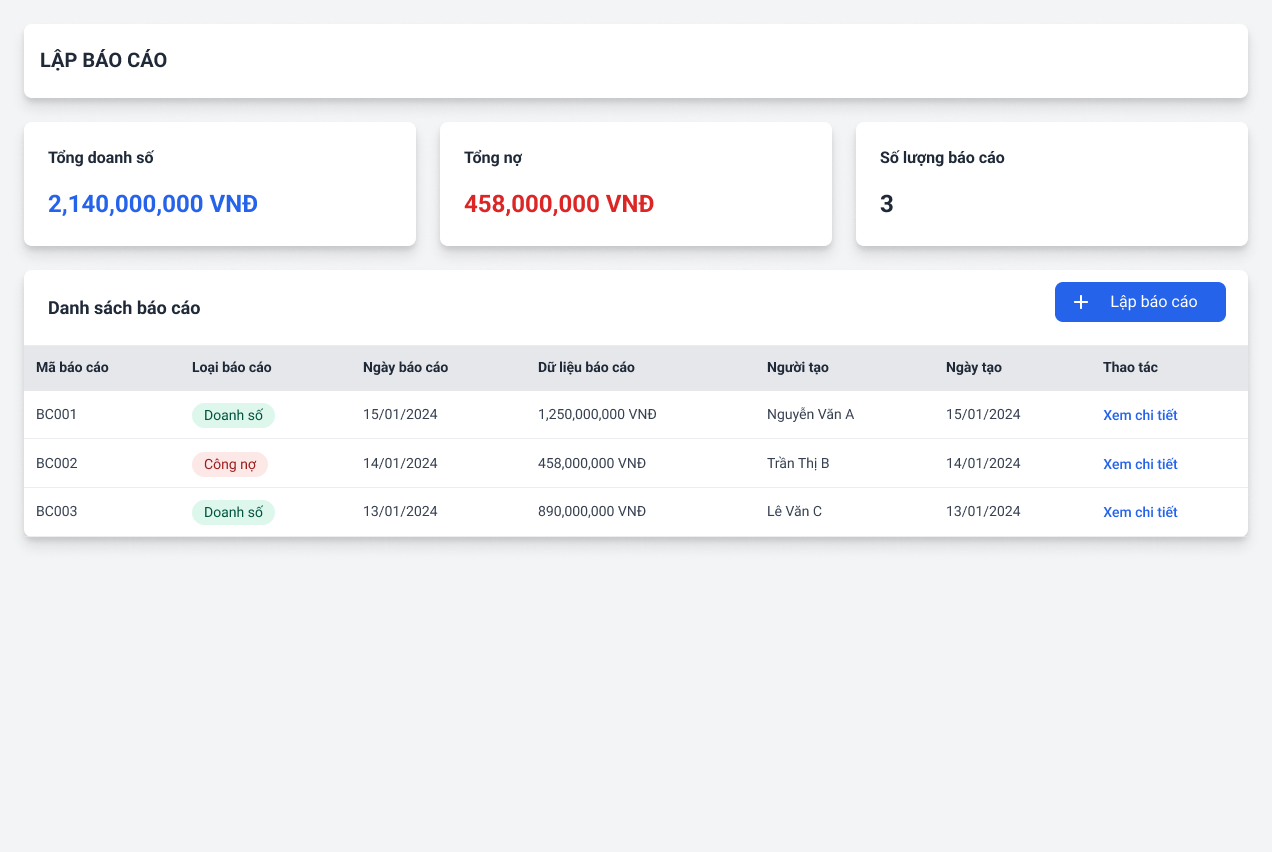 LẬP BÁO CÁO
Tổng doanh số
2,140,000,000 VNĐ
Tổng nợ
458,000,000 VNĐ
Số lượng báo cáo
3
Danh sách báo cáo
Lập báo cáo
Mã báo cáo Loại báo cáo Ngày báo cáo Dữ liệu báo cáo Người tạo Ngày tạo Thao tác
BC001 Doanh số 15/01/2024 1,250,000,000 VNĐ Nguyễn Văn A 15/01/2024 Xem chi tiết
BC002 Công nợ 14/01/2024 458,000,000 VNĐ Trần Thị B 14/01/2024 Xem chi tiết
BC003 Doanh số 13/01/2024 890,000,000 VNĐ Lê Văn C 13/01/2024 Xem chi tiết